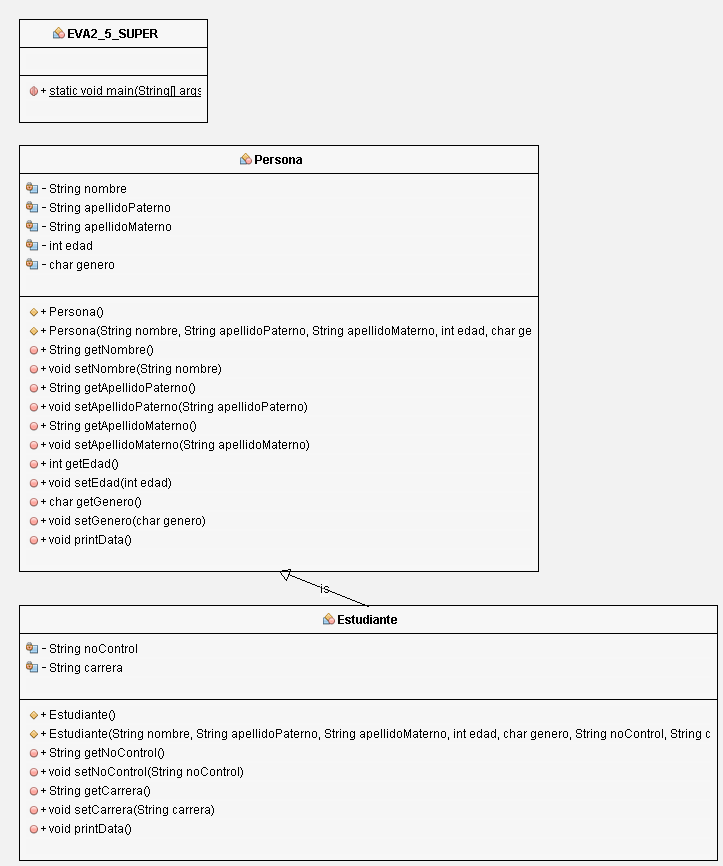 EVA2_5_SUPER
+ static void main(String[] args
Persona
- String nombre
- String apellidoPaterno
- String apellidoMaterno
- int edad
- char genero
+ Persona()
+ Persona(String nombre, String apellidoPaterno, String apellidoMaterno, int edad, char ge
+ String getNombre()
+ void setNombre(String nombre)
+ String getApellidoPaterno()
+ void setApellidoPaterno(String apellidoPaterno)
+ String getApellidoMaterno()
+ void setApellidoMaterno(String apellidoMaterno)
+ int getEdad()
+ void setEdad(int edad)
+ char getGenero()
+ void setGenero(char genero)
+ void printData()
is
Estudiante
- String noControl
- String carrera
+ Estudiante()
+ Estudiante(String nombre, String apellidoPaterno, String apellidoMaterno, int edad, char genero, String noControl, String c
+ String getNoControl()
+ void setNoControl(String noControl)
+ String getCarrera()
+ void setCarrera(String carrera)
+ void printData()